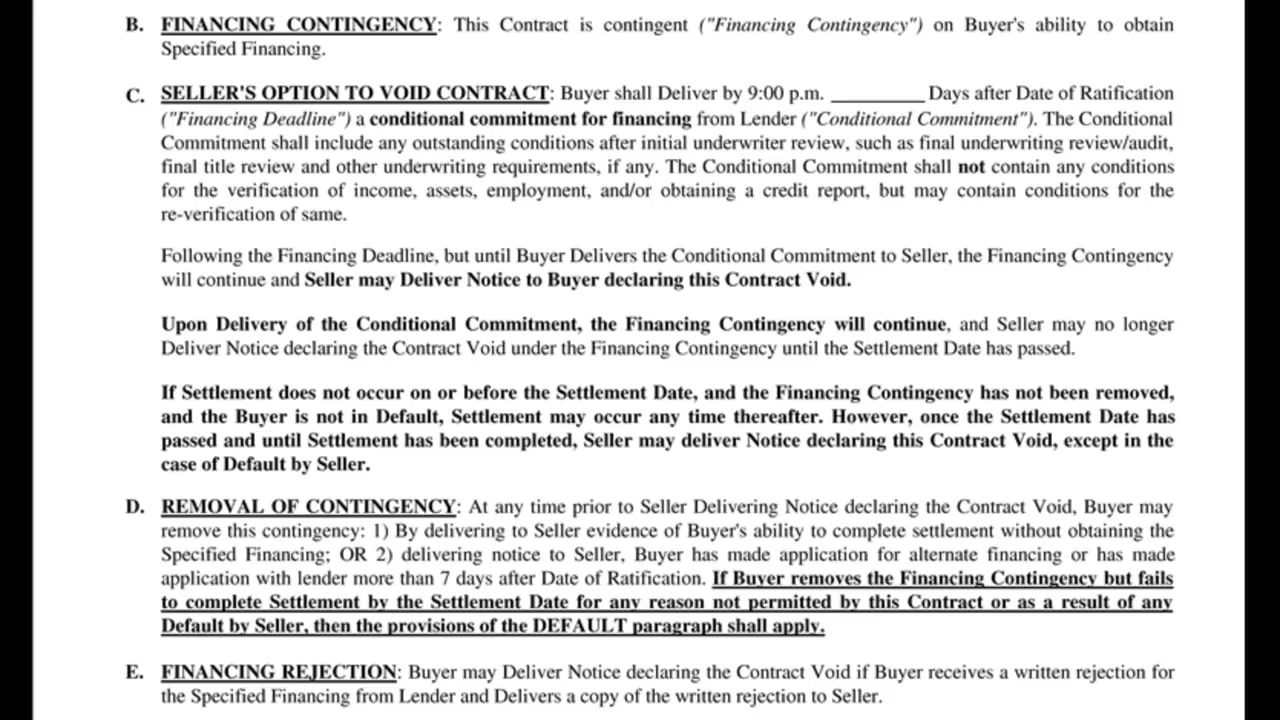 B. FINANCING CONTINGENCY: This Contract is contingent ("Financing Contingency") on Buyer's ability to obtain
Specified Financing.
C. SELLER'S OPTION TO VOID CONTRACT: Buyer shall Deliver by 9:00 p.m. _________ Days after Date of Ratification
("Financing Deadline") a conditional commitment for financing from Lender ("Conditional Commitment"). The Conditional
Commitment shall include any outstanding conditions after initial underwriter review, such as final underwriting review/audit,
final title review and other underwriting requirements, if any. The Conditional Commitment shall not contain any conditions
for the verification of income, assets, employment, and/or obtaining a credit report, but may contain conditions for the
re-verification of same.
Following the Financing Deadline, but until Buyer Delivers the Conditional Commitment to Seller, the Financing Contingency
will continue and Seller may Deliver Notice to Buyer declaring this Contract Void.
Upon Delivery of the Conditional Commitment, the Financing Contingency will continue, and Seller may no longer
Deliver Notice declaring the Contract Void under the Financing Contingency until the Settlement Date has passed.
If Settlement does not occur on or before the Settlement Date, and the Financing Contingency has not been removed,
and the Buyer is not in Default, Settlement may occur any time thereafter. However, once the Settlement Date has
passed and until Settlement has been completed, Seller may deliver Notice declaring this Contract Void, except in the
case of Default by Seller.
D. REMOVAL OF CONTINGENCY: At any time prior to Seller Delivering Notice declaring the Contract Void, Buyer may
remove this contingency: 1) By delivering to Seller evidence of Buyer's ability to complete settlement without obtaining the
Specified Financing; OR 2) delivering notice to Seller, Buyer has made application for alternate financing or has made
application with lender more than 7 days after Date of Ratification. If Buyer removes the Financing Contingency but fails
to complete Settlement by the Settlement Date for any reason not permitted by this Contract or as a result of any
Default by Seller, then the provisions of the DEFAULT paragraph shall apply.
E. FINANCING REJECTION: Buyer may Deliver Notice declaring the Contract Void if Buyer receives a written rejection for
the Specified Financing from Lender and Delivers a copy of the written rejection to Seller.